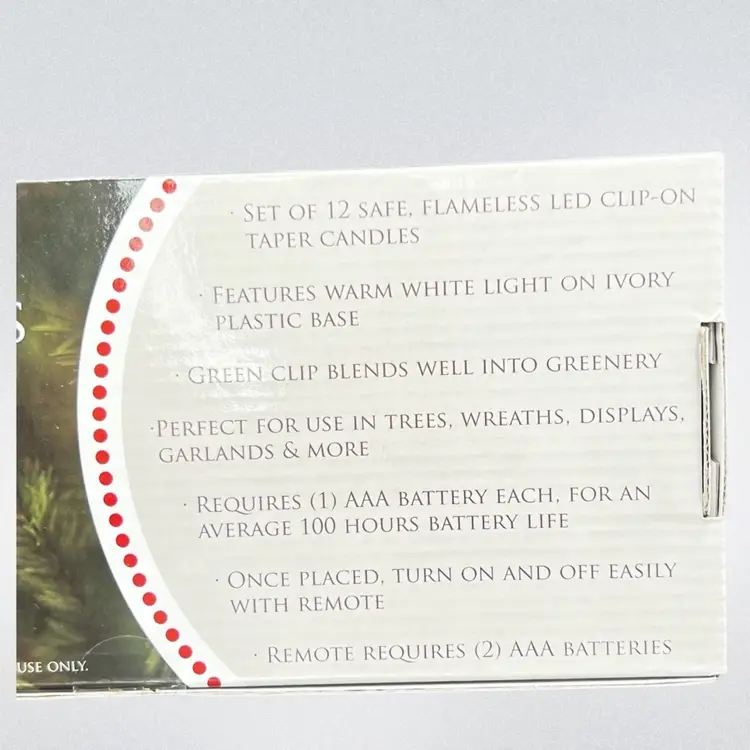 · SET OF 12 SAFE, FLAMELESS LED CLIP-ON
TAPER CANDLES
· FEATURES WARM WHITE LIGHT ON IVORY
PLASTIC BASE
· GREEN CLIP BLENDS WELL INTO GREENERY
·PERFECT FOR USE IN TREES, WREATHS, DISPLAYS,
GARLANDS & MORE
· REQUIRES (1) AAA BATTERY EACH, FOR AN
AVERAGE 100 HOURS BATTERY LIFE
· ONCE PLACED, TURN ON AND OFF EASILY
WITH REMOTE
· REMOTE REQUIRES (2) AAA BATTERIES
S
USE ONLY.